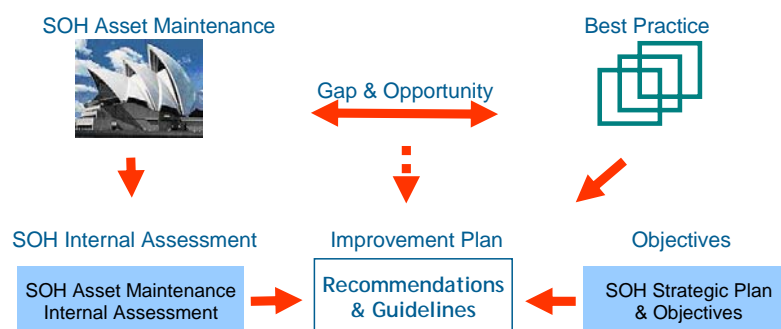 SOH Asset Maintenance
Best Practice
Gap & Opportunity
SOH Internal Assessment
Improvement Plan
Objectives
SOH Asset Maintenance
Internal Assessment
Recommendations
& Guidelines
SOH Strategic Plan
& Objectives